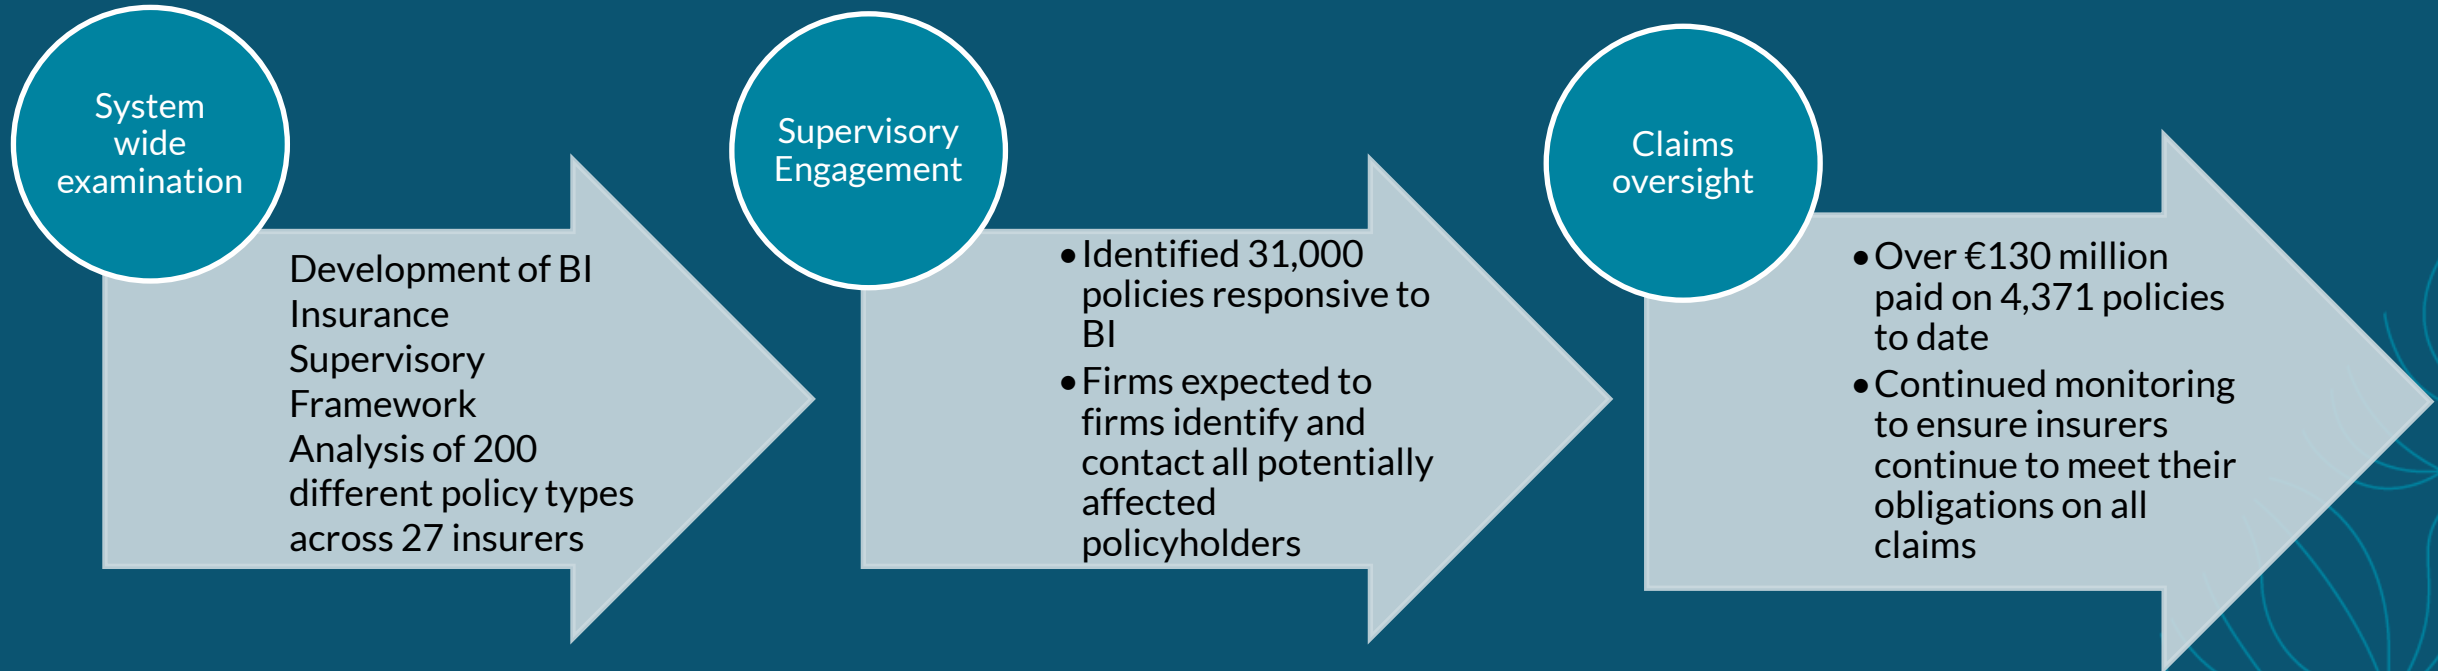 System
wide
examination
Development of BI
Insurance
Supervisory
Framework
Analysis of 200
different policy types
across 27 insurers
Supervisory
Engagement
•Identified 31,000
policies responsive to
BI
•Firms expected to
firms identify and
contact all potentially
affected
policyholders
Claims
oversight
•Over €130 million
paid on 4,371 policies
to date
•Continued monitoring
to ensure insurers
continue to meet their
obligations on all
claims